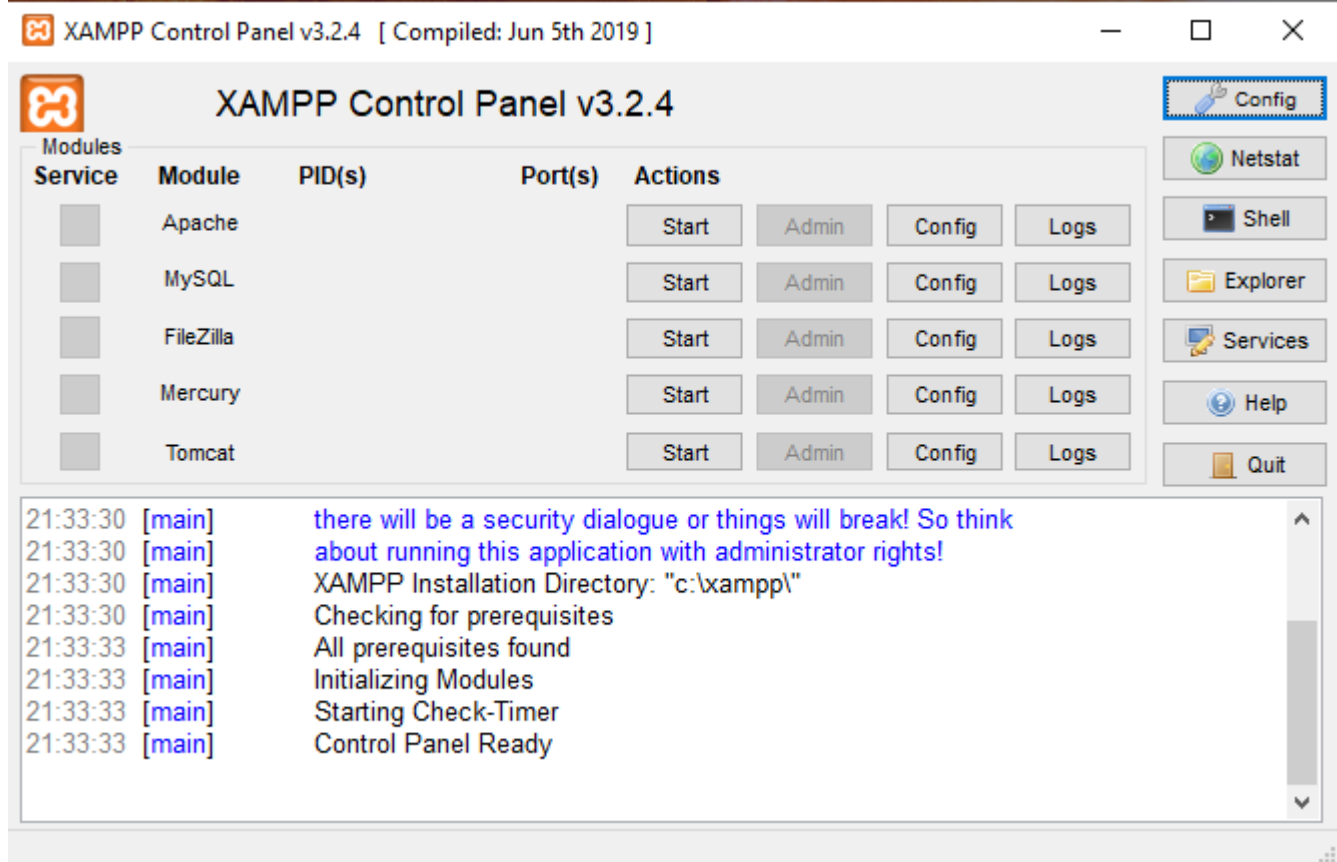 XAMPP Control Panel v3.2.4 [ Compiled: Jun 5th 2019 ]
XAMPP Control Panel v3.2.4
Config
Modules
Service Module PID(s) Port(s) Actions
Netstat
Apache Start Admin Config Logs
Shell
MySQL Start Admin Config Logs
Explorer
FileZilla Start Admin Config Logs
Services
Mercury Start Admin Config Logs
Help
Tomcat Start Admin Config Logs
Quit
21:33:30 [main] there will be a security dialogue or things will break! So think
21:33:30 [main] about running this application with administrator rights!
21:33:30 [main] XAMPP Installation Directory: "c:\xampp\"
21:33:30 [main] Checking for prerequisites
21:33:33 [main] All prerequisites found
21:33:33 [main] Initializing Modules
21:33:33 [main] Starting Check-Timer
21:33:33 [main] Control Panel Ready